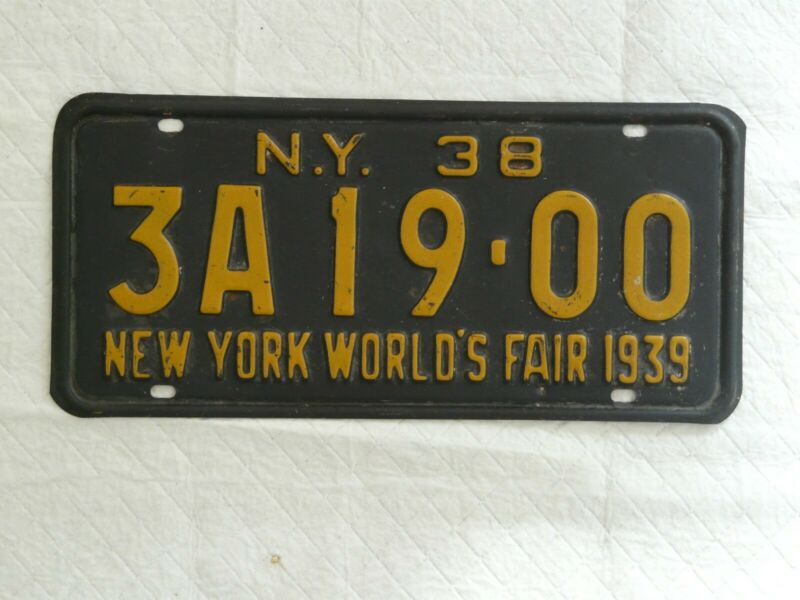 N.Y. 38
3A19·00
NEW YORK WORLD'S FAIR 1939